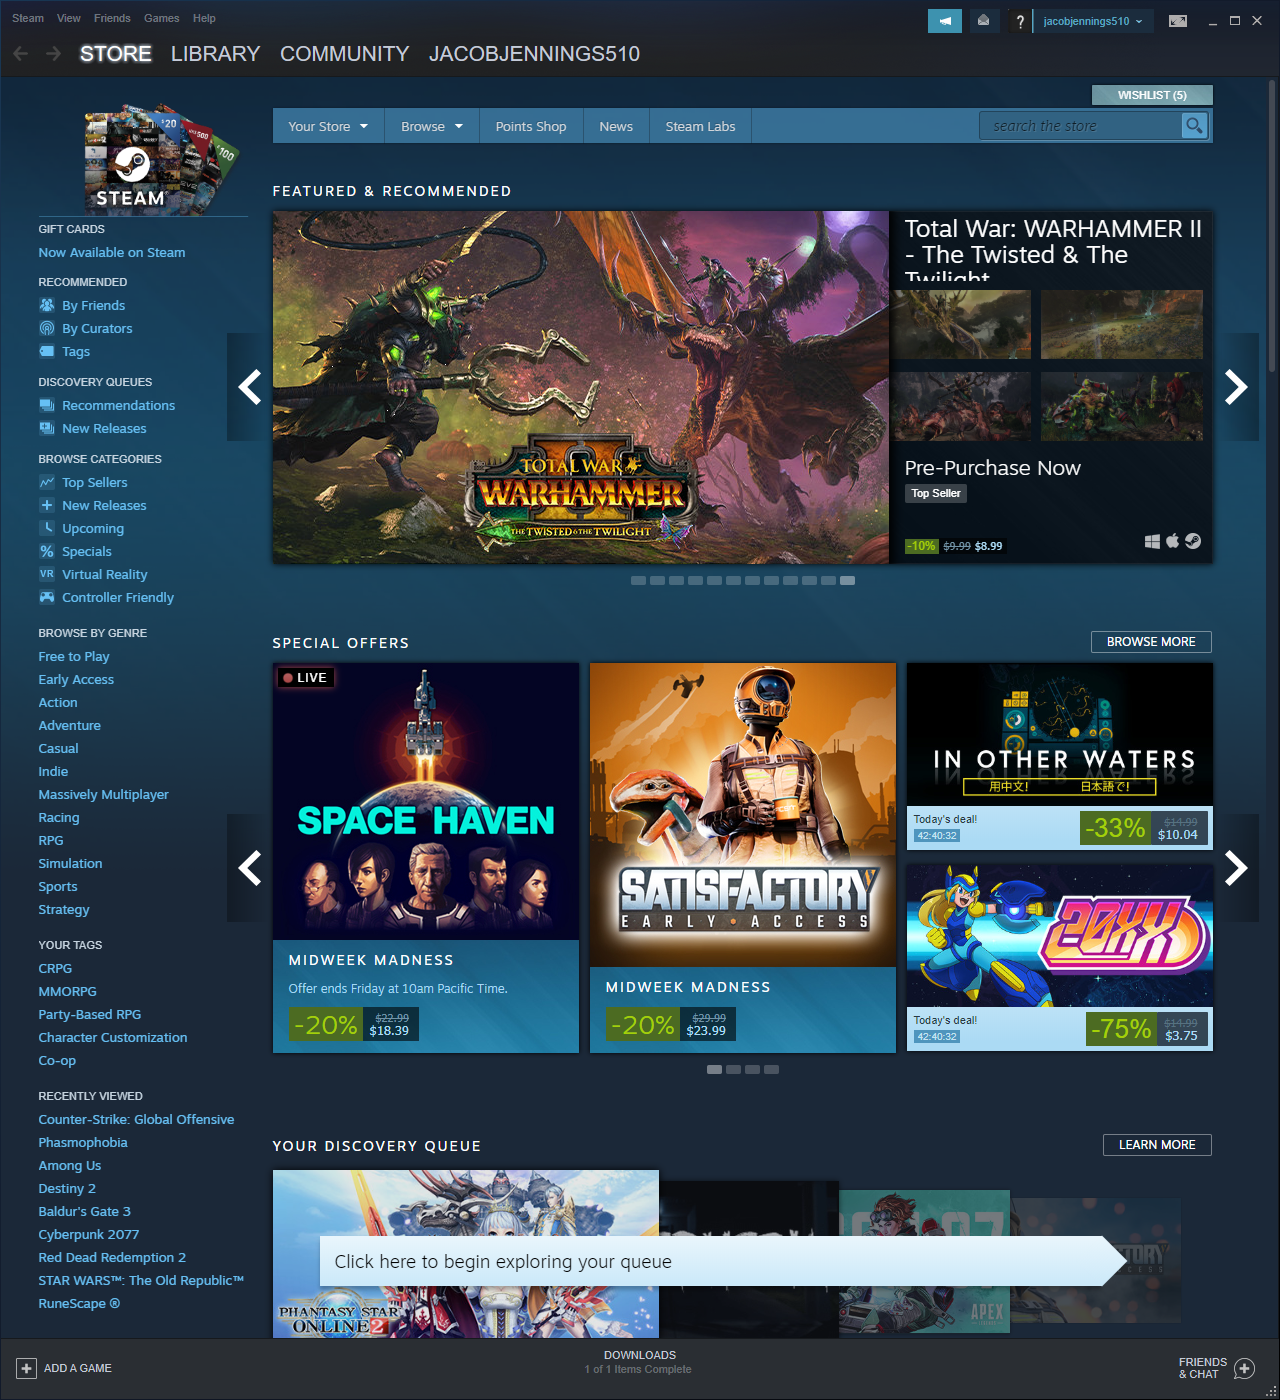 Steam View Friends Games Help
? jacobjennings510
STORE LIBRARY COMMUNITY JACOBJENNINGS510
WISHLIST (5)
Your Store Browse Points Shop News Steam Labs
search the store
$20
$100
STEAM
GIFT CARDS
Now Available on Steam
RECOMMENDED
By Friends
By Curators
Tags
DISCOVERY QUEUES
Recommendations
New Releases
BROWSE CATEGORIES
Top Sellers
New Releases
Upcoming
Specials
VR Virtual Reality
Controller Friendly
BROWSE BY GENRE
Free to Play
Early Access
Action
Adventure
Casual
Indie
Massively Multiplayer
Racing
RPG
Simulation
Sports
Strategy
YOUR TAGS
CRPG
MMORPG
Party-Based RPG
Character Customization
Co-op
RECENTLY VIEWED
Counter-Strike: Global Offensive
Phasmophobia
Among Us
Destiny 2
Baldur's Gate 3
Cyberpunk 2077
Red Dead Redemption 2
STAR WARS™: The Old Republic™
RuneScape ®
FEATURED & RECOMMENDED
TOTAL WAR
WARHAMMER
THE TWISTED & THE TWILIGHT
Total War: WARHAMMER II
- The Twisted & The
Twilight
Pre-Purchase Now
Top Seller
-10% $9.99 $8.99
SPECIAL OFFERS
BROWSE MORE
LIVE
SPACE HAVEN
MIDWEEK MADNESS
Offer ends Friday at 10am Pacific Time.
-20% $22.99
$18.39
SATISFACTORY
EARLY ACCESS
MIDWEEK MADNESS
-20% $29.99
$23.99
IN OTHER WATERS
用中文! 日本語で!
Today's deal!
42:40:32
-33% $14.99
$10.04
20XX
Today's deal!
42:40:32
-75% $14.99
$3.75
YOUR DISCOVERY QUEUE
LEARN MORE
Click here to begin exploring your queue
PHANTASY STAR
ONLINE 2
APEX
ADD A GAME
DOWNLOADS
1 of 1 Items Complete
FRIENDS
& CHAT